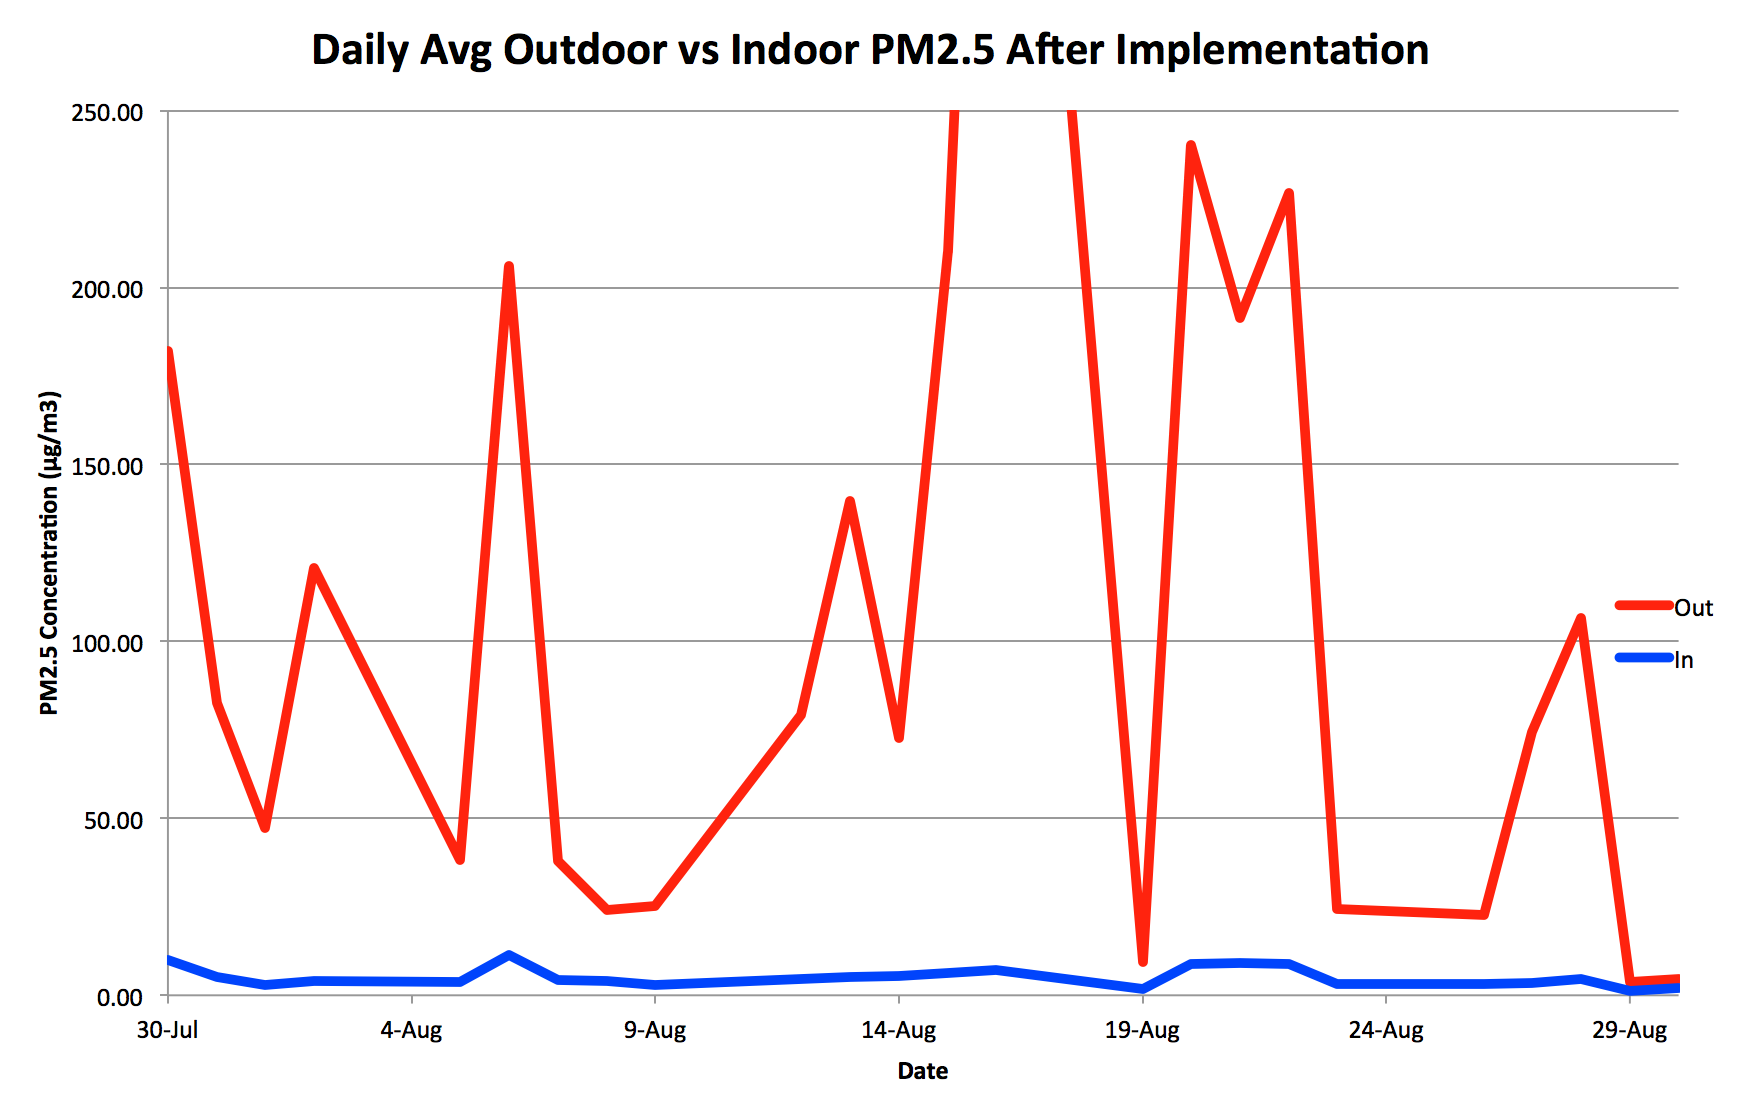 Daily Avg Outdoor vs Indoor PM2.5 After Implementation
250.00
200.00
150.00
100.00
50.00
0.00
PM2.5 Concentration (µg/m3)
Out
In
30-Jul
4-Aug
9-Aug
14-Aug
19-Aug
24-Aug
29-Aug
Date